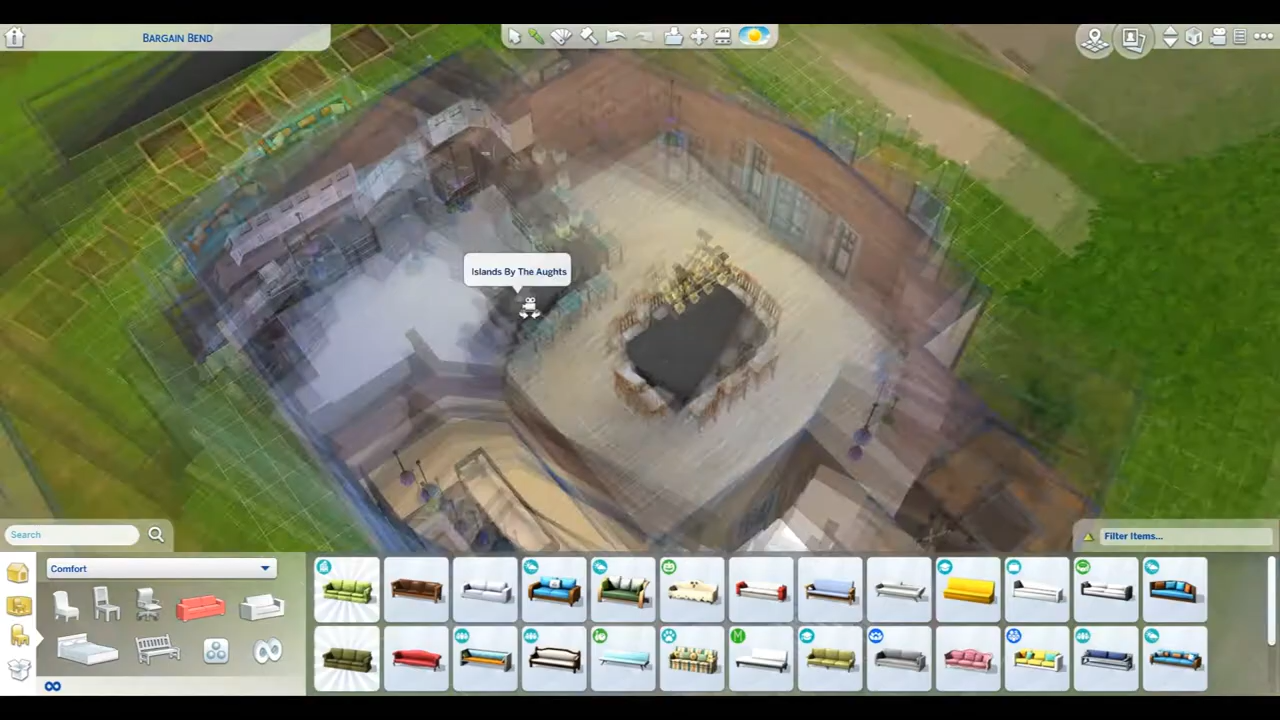 BARGAIN BEND
Islands By The Aughts
Search
Filter Items...
Comfort